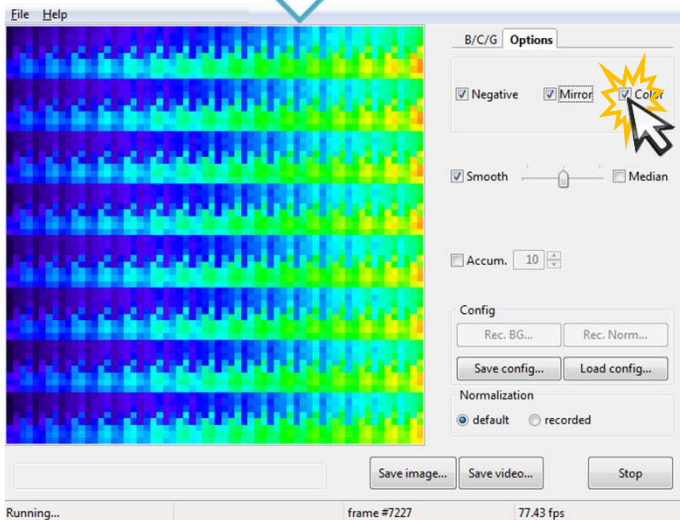 File Help
B/C/G Options
Negative Mirror Color
Smooth Median
Accum. 10
Config
Rec. BG... Rec. Norm...
Save config... Load config...
Normalization
default recorded
Save image... Save video... Stop
Running... frame #7227 77.43 fps